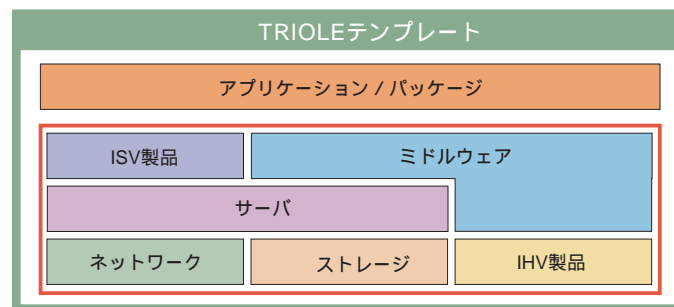 TRIOLEテンプレート
アプリケーション / パッケージ
ISV製品
ミドルウェア
サーバ
ネットワーク
ストレージ
IHV製品